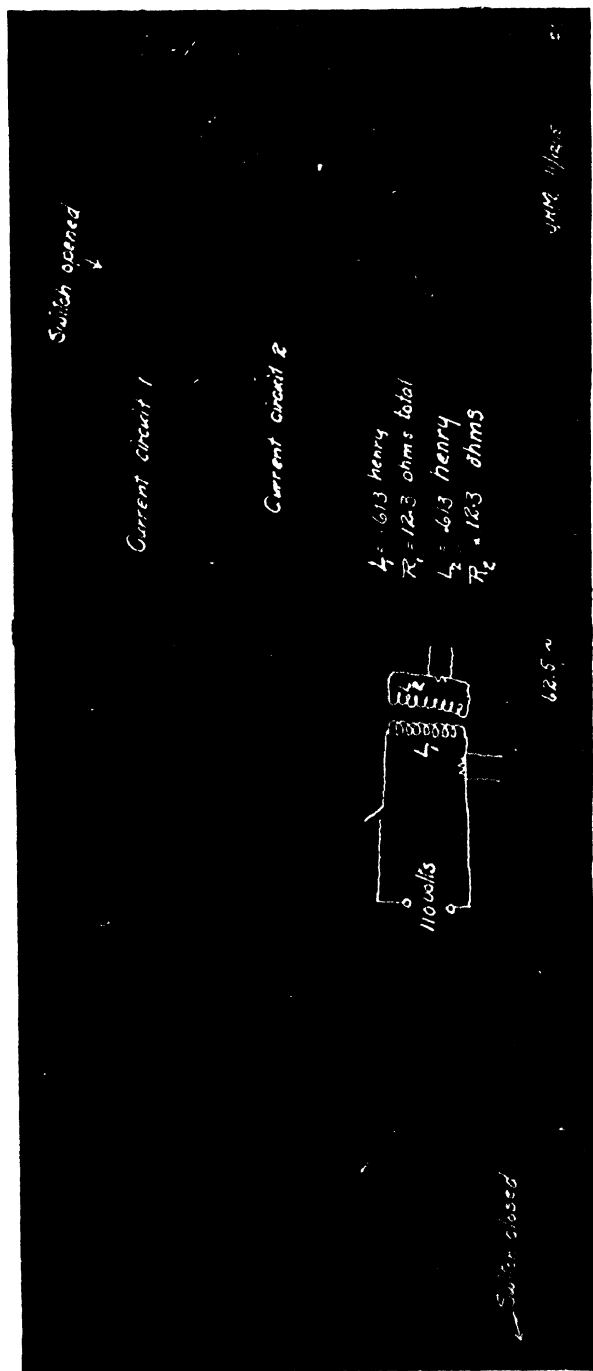 Switch opened
Current circuit 1
Current circuit 2
L₁ = .613 henry
R₁ = 12.3 ohms total
L₂ = .613 henry
R₂ = 12.3 ohms
110 volts
L₁
L₂
62.5 ~
Switch closed